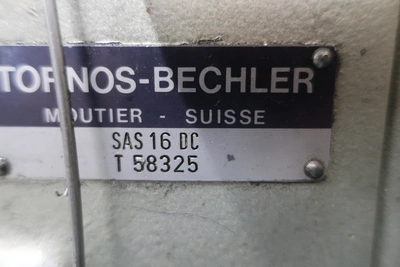 TORNOS-BECHLER
MOUTIER - SUISSE
SAS 16 DC
T 58325